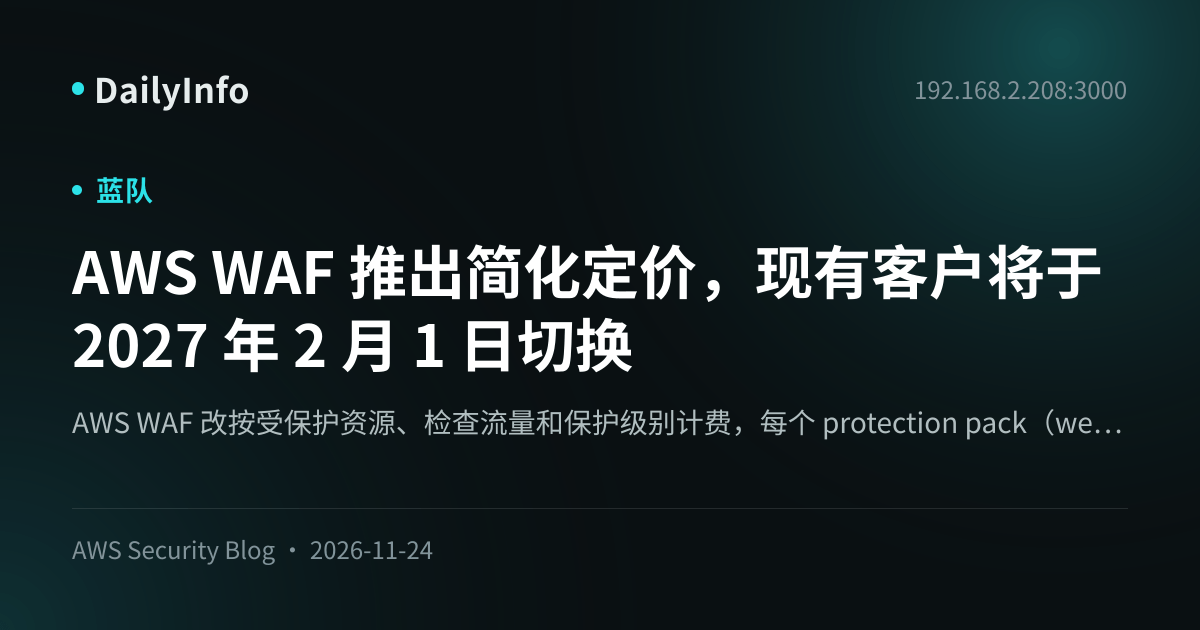 DailyInfo
192.168.2.208:3000
蓝队
AWS WAF 推出简化定价，现有客户将于
2027 年 2 月 1 日切换
AWS WAF 改按受保护资源、检查流量和保护级别计费，每个 protection pack（we…
AWS Security Blog · 2026-11-24